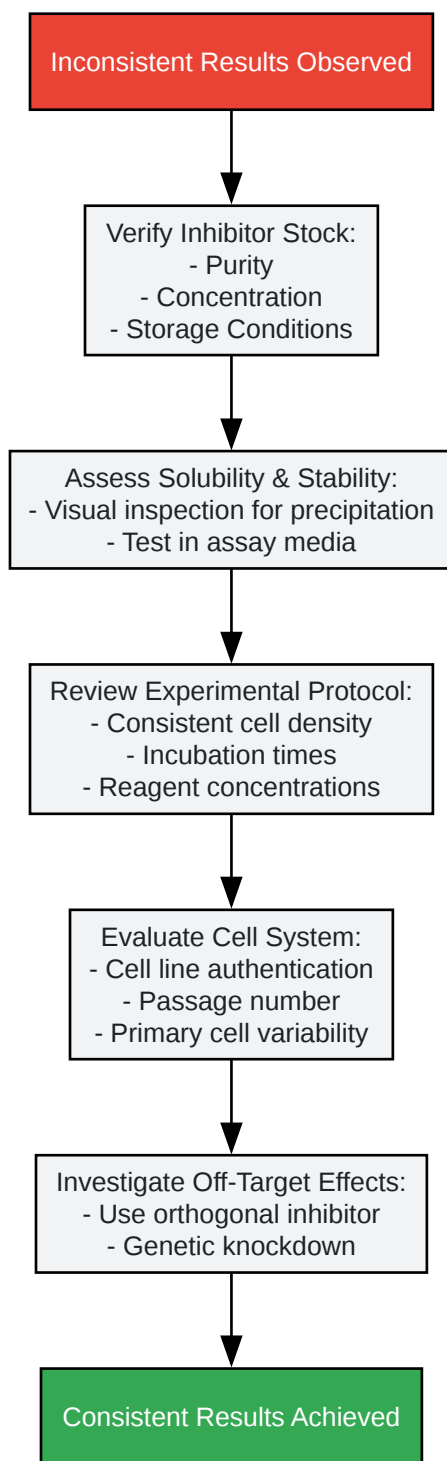 Inconsistent Results Observed
Verify Inhibitor Stock:
- Purity
- Concentration
- Storage Conditions
Assess Solubility & Stability:
- Visual inspection for precipitation
- Test in assay media
Review Experimental Protocol:
- Consistent cell density
- Incubation times
- Reagent concentrations
Evaluate Cell System:
- Cell line authentication
- Passage number
- Primary cell variability
Investigate Off-Target Effects:
- Use orthogonal inhibitor
- Genetic knockdown
Consistent Results Achieved